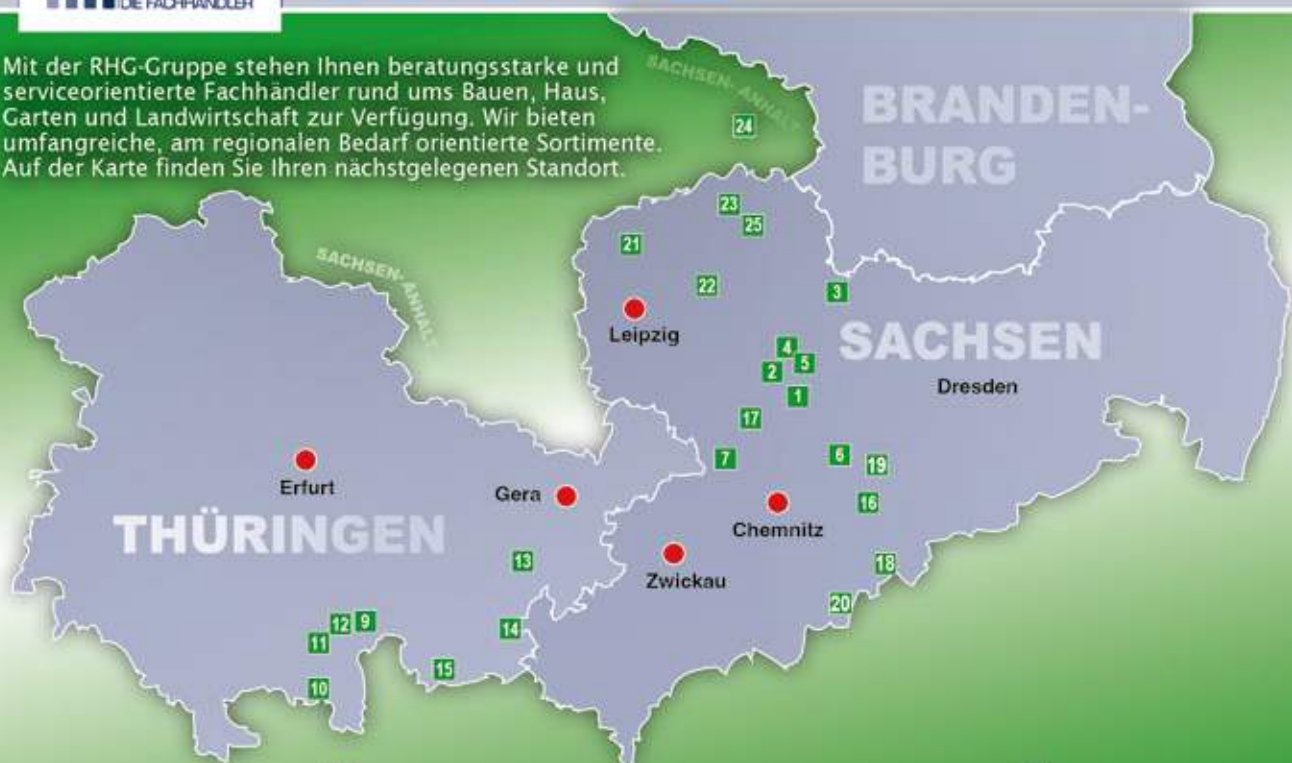 DIE FACHHÄNDLER
Mit der RHG-Gruppe stehen Ihnen beratungsstarke und
serviceorientierte Fachhändler rund ums Bauen, Haus,
Garten und Landwirtschaft zur Verfügung. Wir bieten
umfangreiche, am regionalen Bedarf orientierte Sortimente.
Auf der Karte finden Sie Ihren nächstgelegenen Standort.
SACHSEN-ANHALT
BRANDEN-
BURG
24
23
25
21
SACHSEN-ANHALT
22
3
Leipzig
SACHSEN
4
5
2
Dresden
1
17
7
6
19
Erfurt
Gera
16
THÜRINGEN
Chemnitz
13
18
Zwickau
20
12
9
14
11
15
10